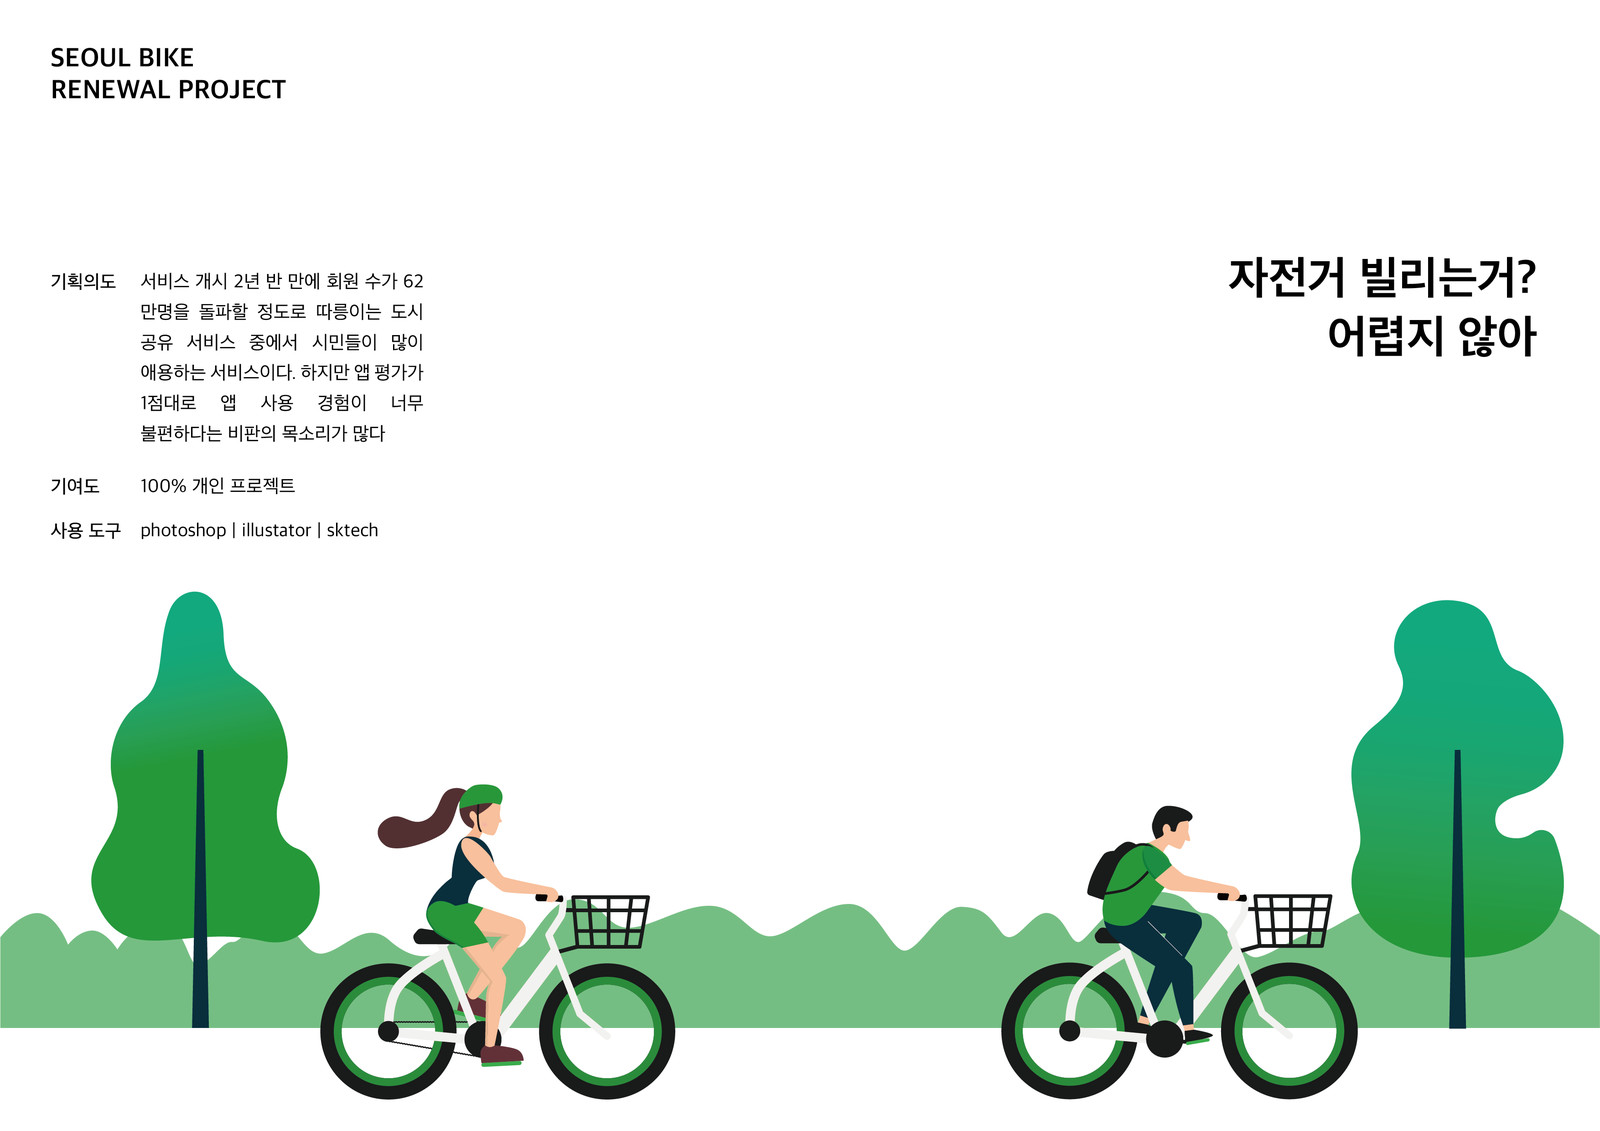 SEOUL BIKE
RENEWAL PROJECT
자전거 빌리는거?
어렵지 않아
기획의도 서비스 개시 2년 반 만에 회원 수가 62
만명을 돌파할 정도로 따릉이는 도시
공유 서비스 중에서 시민들이 많이
애용하는 서비스이다. 하지만 앱 평가가
1점대로 앱 사용 경험이 너무
불편하다는 비판의 목소리가 많다
기여도 100% 개인 프로젝트
사용 도구 photoshop | illustator | sktech